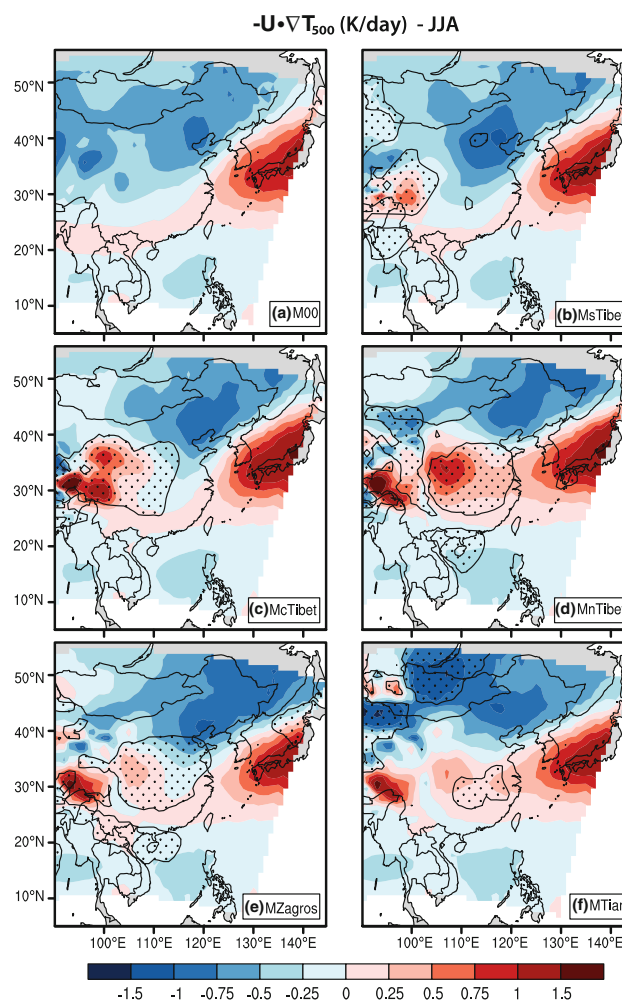 -U•∇T500 (K/day) - JJA
50°N
40°N
30°N
20°N
10°N
(a) M00
(b) MsTibet
50°N
40°N
30°N
20°N
10°N
(c) McTibet
(d) MnTibet
50°N
40°N
30°N
20°N
10°N
(e) MZagros
(f) MTian
100°E 110°E 120°E 130°E 140°E
100°E 110°E 120°E 130°E 140°E
-1.5 -1 -0.75 -0.5 -0.25 0 0.25 0.5 0.75 1 1.5